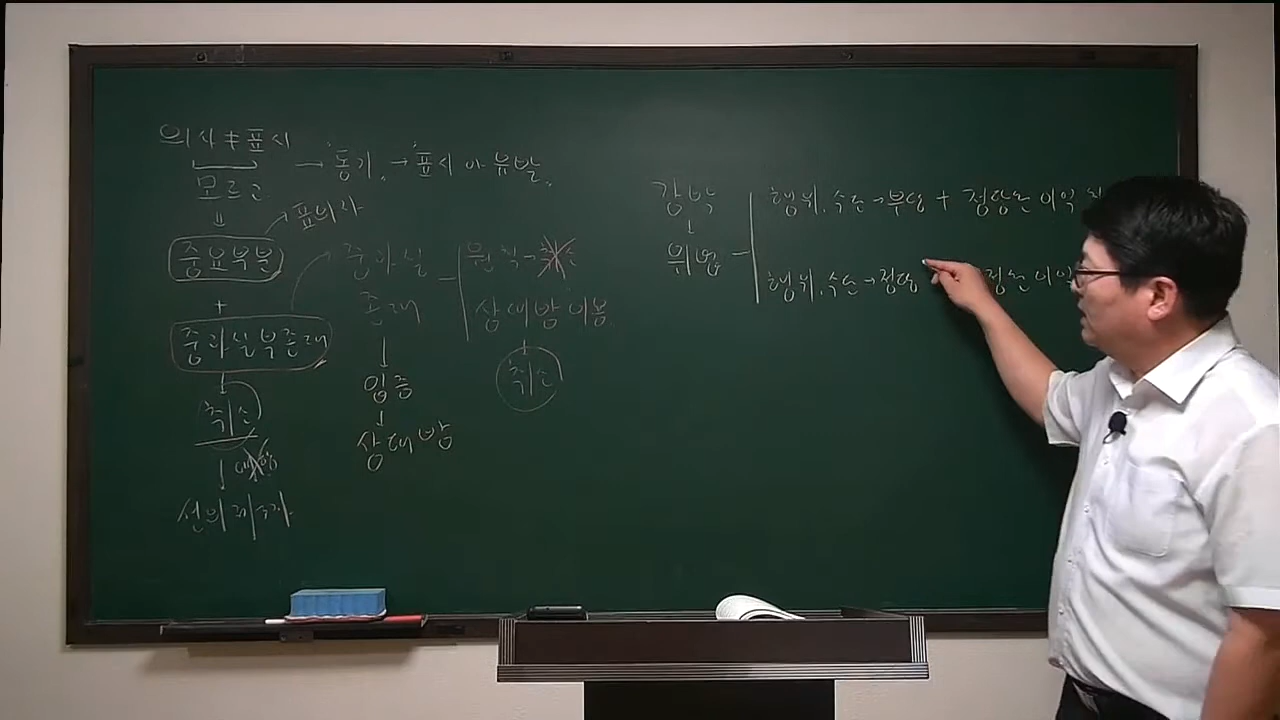 의사≠표시
모르고
→ 동기 → 표시 or 유발
⇓
중요부분 → 표의자
+
중과실부존재
↓
취소
↓
선의 제3자
중과실
존재
↓
입증
↓
상대방
원칙→취소
상대방 이용
↓
취소
강박
↓
위법
행위, 수단→부당 + 정당한 이익
행위, 수단→정당